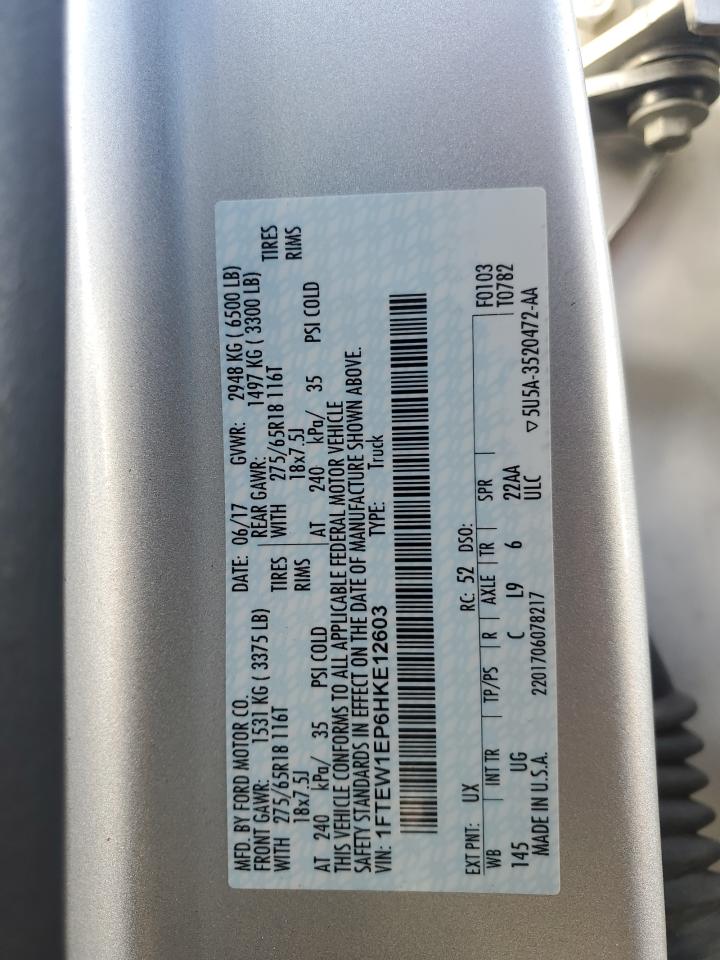 MFD. BY FORD MOTOR CO. DATE: 06/17 GVWR: 2948 KG ( 6500 LB)
FRONT GAWR: 1531 KG ( 3375 LB) REAR GAWR: 1497 KG ( 3300 LB)
WITH 275/65R18 116T TIRES WITH 275/65R18 116T TIRES
18x7.5J RIMS 18x7.5J RIMS
AT 240 kPa/ 35 PSI COLD AT 240 kPa/ 35 PSI COLD
THIS VEHICLE CONFORMS TO ALL APPLICABLE FEDERAL MOTOR VEHICLE
SAFETY STANDARDS IN EFFECT ON THE DATE OF MANUFACTURE SHOWN ABOVE.
VIN: 1FTEW1EP6HKE12603 TYPE: Truck
EXT PNT: UX RC: 52 DSO: F0103
WB INT TR TP/PS R AXLE TR SPR T0782
145 UG C L9 6 22AA
MADE IN U.S.A. 2201706078217 ULC ▽5U5A-3520472-AA